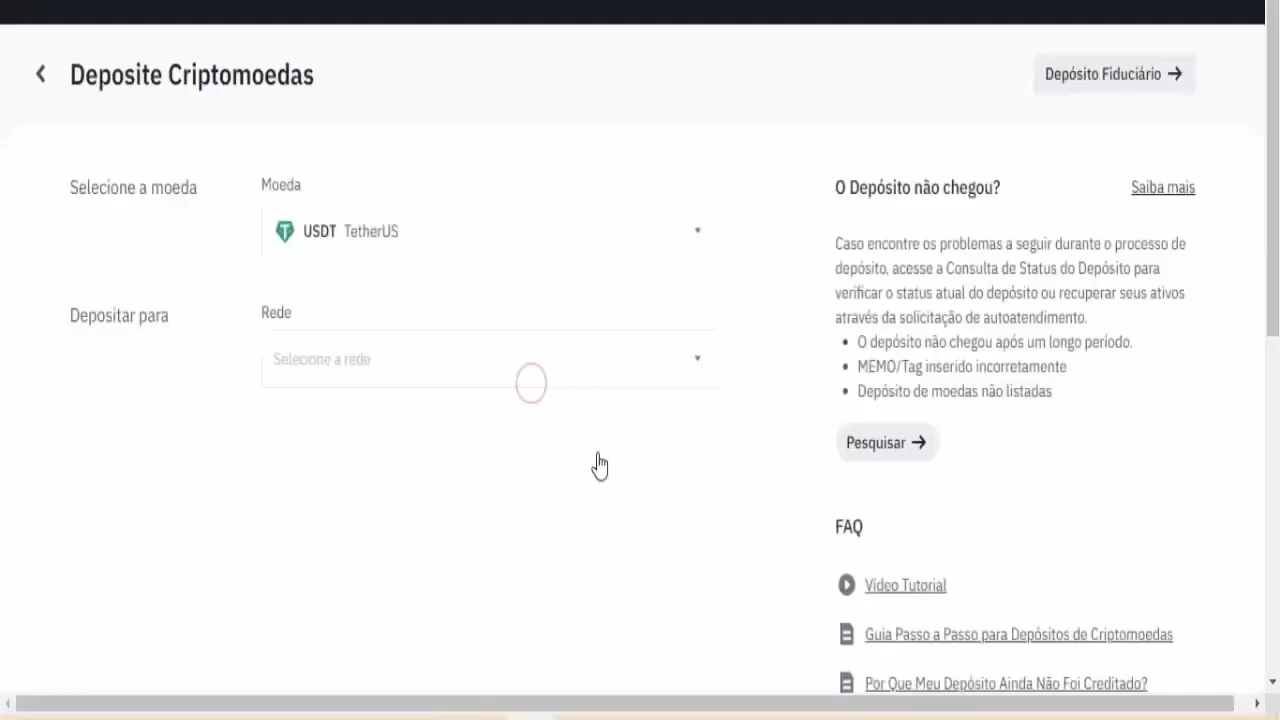 Deposite Criptomoedas
Depósito Fiduciário
Selecione a moeda
Moeda
USDT TetherUS
Depositar para
Rede
Selecione a rede
O Depósito não chegou?
Saiba mais
Caso encontre os problemas a seguir durante o processo de
depósito, acesse a Consulta de Status do Depósito para
verificar o status atual do depósito ou recuperar seus ativos
através da solicitação de autoatendimento.
• O depósito não chegou após um longo período.
• MEMO/Tag inserido incorretamente
• Depósito de moedas não listadas
Pesquisar
FAQ
Vídeo Tutorial
Guia Passo a Passo para Depósitos de Criptomoedas
Por Que Meu Depósito Ainda Não Foi Creditado?